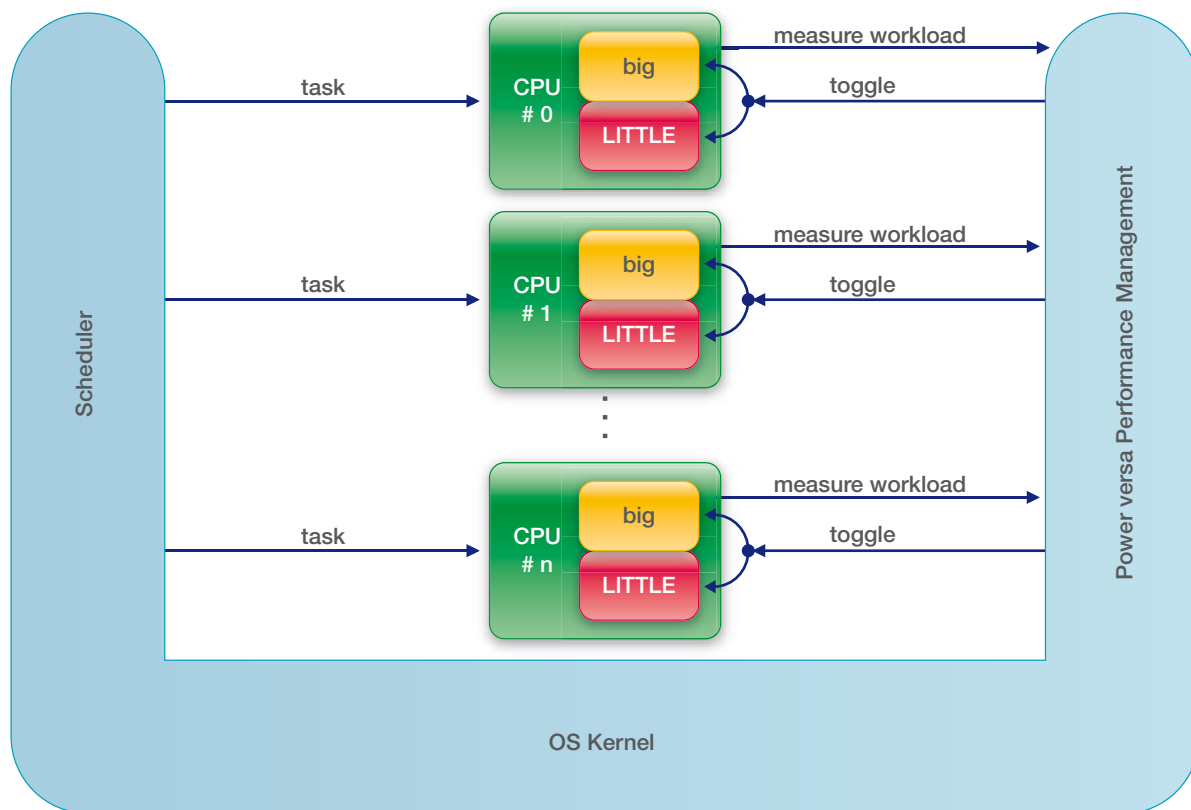 Scheduler
task
CPU
# 0
big
LITTLE
measure workload
toggle
task
CPU
# 1
big
LITTLE
measure workload
toggle
task
CPU
# n
big
LITTLE
measure workload
toggle
Power versa Performance Management
OS Kernel